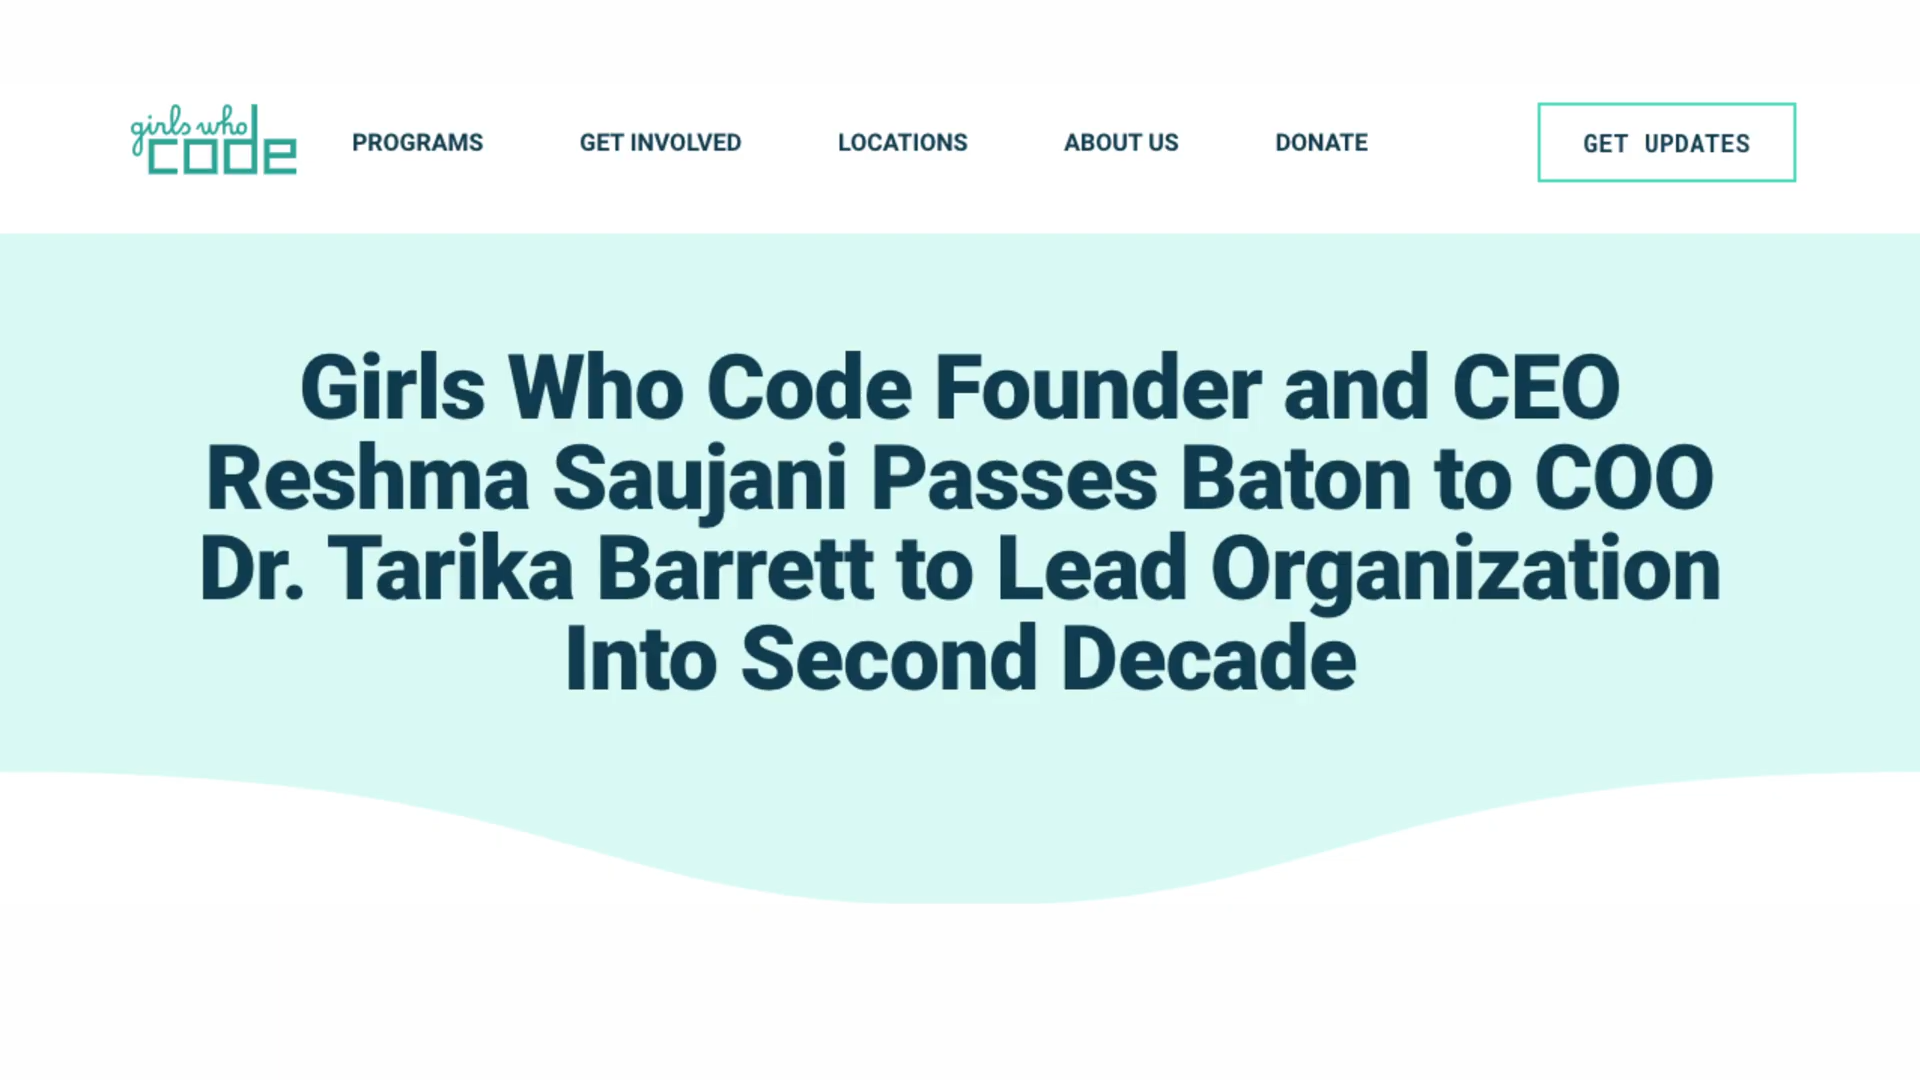 girls who
code
PROGRAMS
GET INVOLVED
LOCATIONS
ABOUT US
DONATE
GET UPDATES
Girls Who Code Founder and CEO
Reshma Saujani Passes Baton to COO
Dr. Tarika Barrett to Lead Organization
Into Second Decade